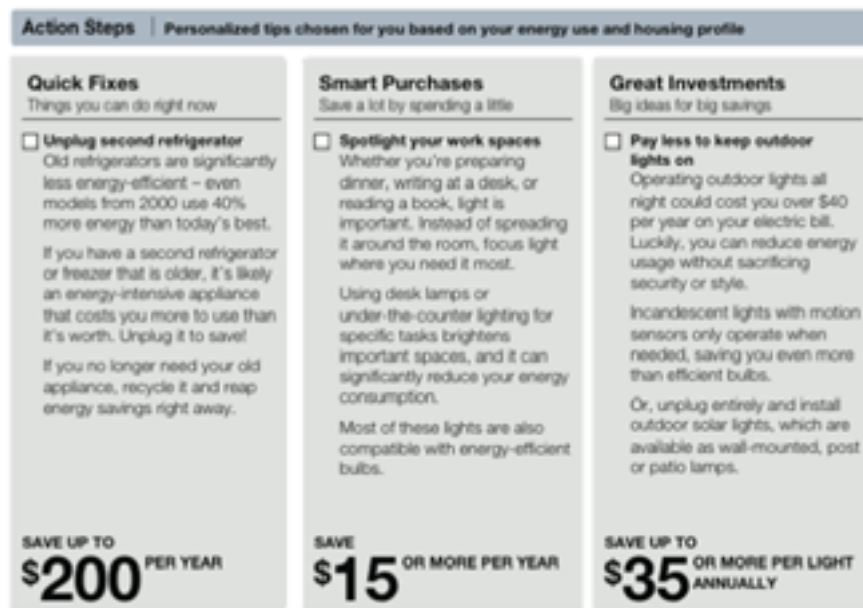 Action Steps | Personalized tips chosen for you based on your energy use and housing profile
Quick Fixes
Things you can do right now
Unplug second refrigerator
Old refrigerators are significantly
less energy-efficient – even
models from 2000 use 40%
more energy than today's best.
If you have a second refrigerator
or freezer that is older, it's likely
an energy-intensive appliance
that costs you more to use than
it's worth. Unplug it to save!
If you no longer need your old
appliance, recycle it and reap
energy savings right away.
SAVE UP TO
$200 PER YEAR
Smart Purchases
Save a lot by spending a little
Spotlight your work spaces
Whether you're preparing
dinner, writing at a desk, or
reading a book, light is
important. Instead of spreading
it around the room, focus light
where you need it most.
Using desk lamps or
under-the-counter lighting for
specific tasks brightens
important spaces, and it can
significantly reduce your energy
consumption.
Most of these lights are also
compatible with energy-efficient
bulbs.
SAVE
$15 OR MORE PER YEAR
Great Investments
Big ideas for big savings
Pay less to keep outdoor
lights on
Operating outdoor lights all
night could cost you over $40
per year on your electric bill.
Luckily, you can reduce energy
usage without sacrificing
security or style.
Incandescent lights with motion
sensors only operate when
needed, saving you even more
than efficient bulbs.
Or, unplug entirely and install
outdoor solar lights, which are
available as wall-mounted, post
or patio lamps.
SAVE UP TO
$35 OR MORE PER LIGHT
ANNUALLY